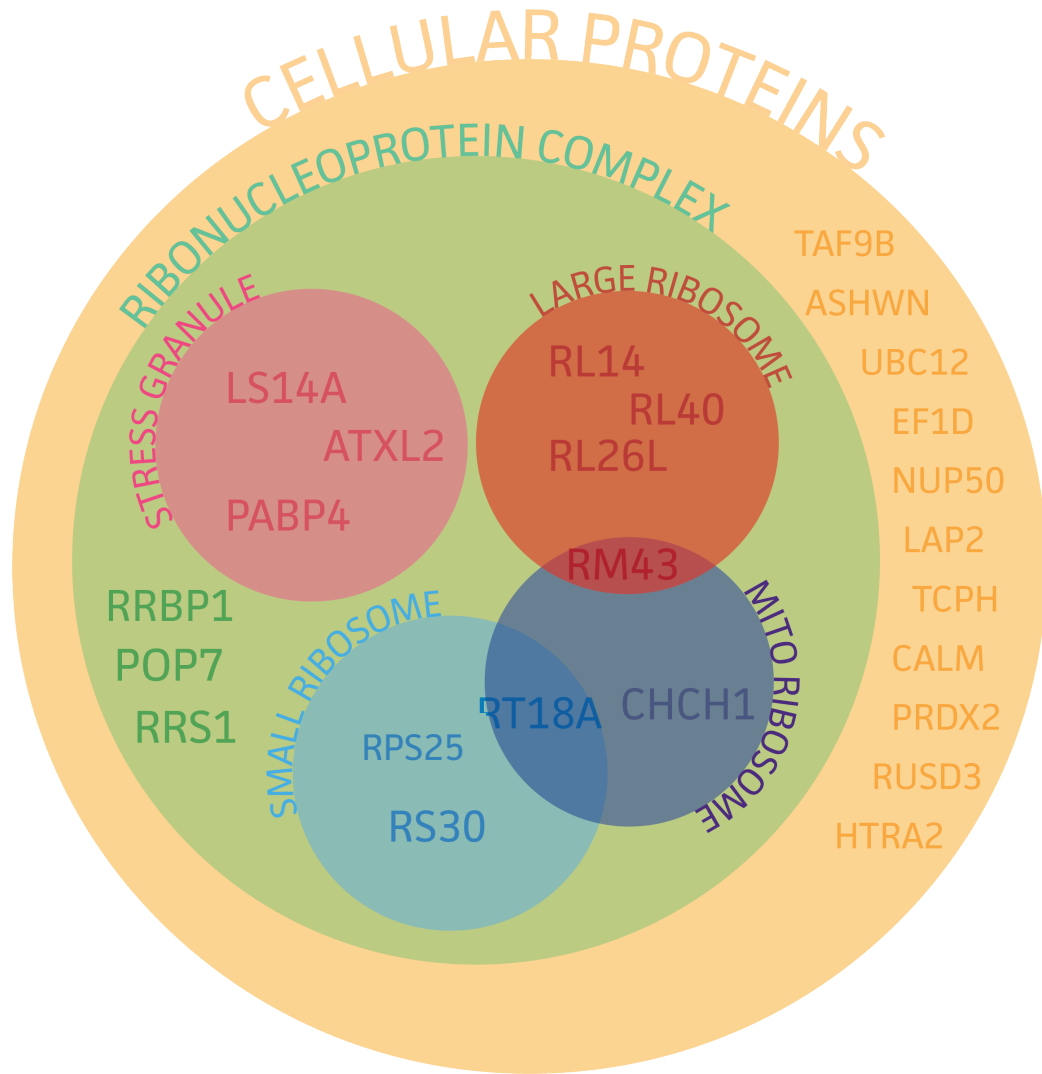 CELLULAR PROTEINS
RIBONUCLEOPROTEIN COMPLEX
STRESS GRANULE
LS14A
ATXL2
PABP4
LARGE RIBOSOME
RL14
RL40
RL26L
RM43
MITO RIBOSOME
CHCH1
RT18A
SMALL RIBOSOME
RPS25
RS30
RRBP1
POP7
RRS1
TAF9B
ASHWN
UBC12
EF1D
NUP50
LAP2
TCPH
CALM
PRDX2
RUSD3
HTRA2